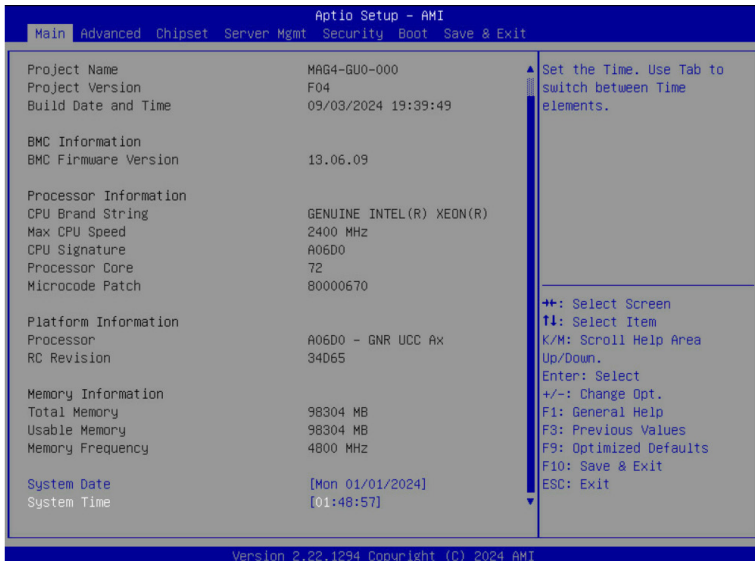 Aptio Setup - AMI
Main Advanced Chipset Server Mgmt Security Boot Save & Exit
Project Name MAG4-GU0-000
Project Version F04
Build Date and Time 09/03/2024 19:39:49
BMC Information
BMC Firmware Version 13.06.09
Processor Information
CPU Brand String GENUINE INTEL(R) XEON(R)
Max CPU Speed 2400 MHz
CPU Signature A06D0
Processor Core 72
Microcode Patch 80000670
Platform Information
Processor A06D0 - GNR UCC Ax
RC Revision 34D65
Memory Information
Total Memory 98304 MB
Usable Memory 98304 MB
Memory Frequency 4800 MHz
System Date [Mon 01/01/2024]
System Time [01:48:57]
Set the Time. Use Tab to
switch between Time
elements.
→←: Select Screen
↑↓: Select Item
K/M: Scroll Help Area
Up/Down.
Enter: Select
+/-: Change Opt.
F1: General Help
F3: Previous Values
F9: Optimized Defaults
F10: Save & Exit
ESC: Exit
Version 2.22.1294 Copyright (C) 2024 AMI